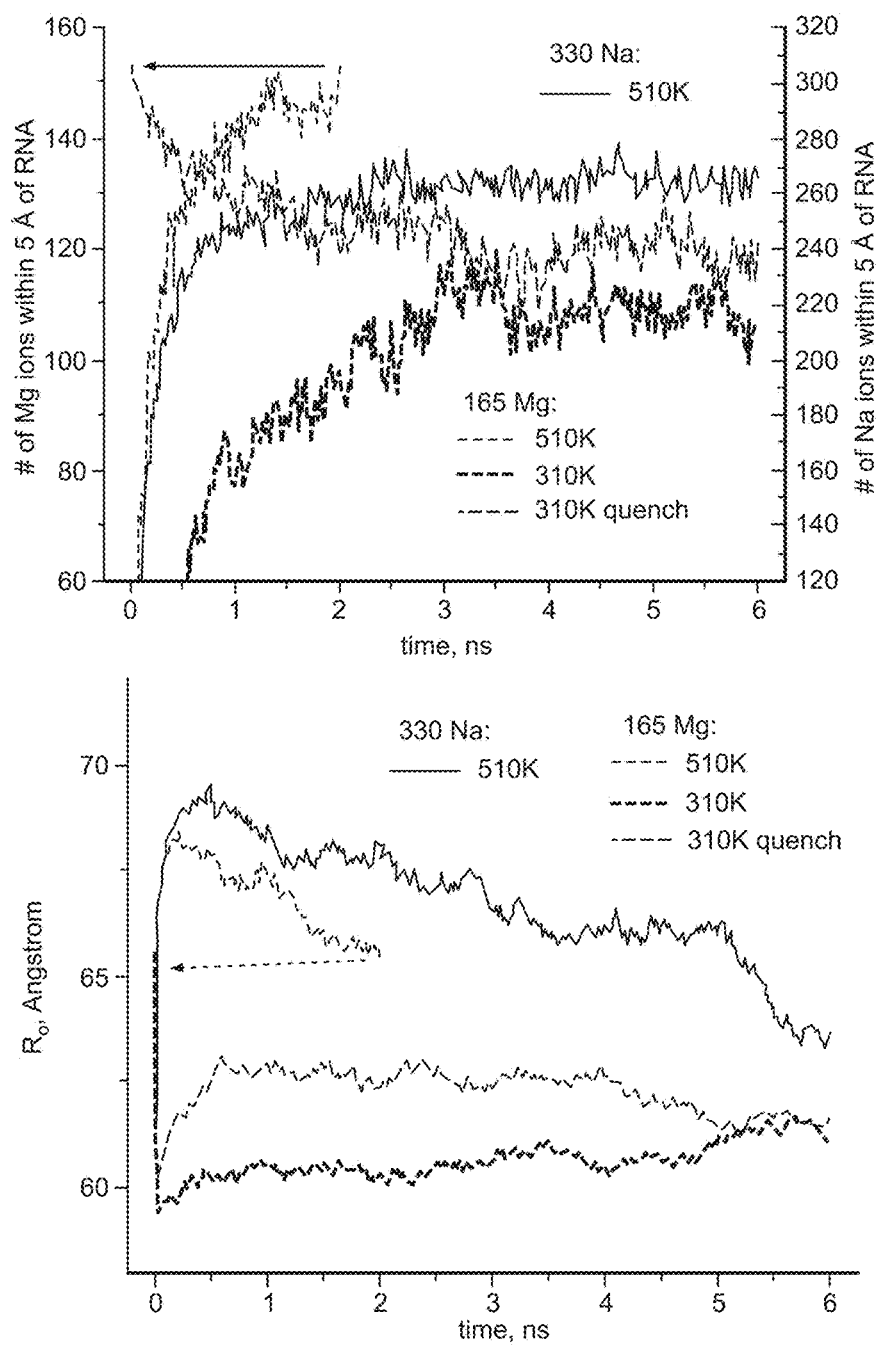 160
140
120
100
80
60
# of Mg ions within 5 Å of RNA
320
300
280
260
240
220
200
180
160
140
120
# of Na ions within 5 Å of RNA
330 Na:
510K
165 Mg:
510K
310K
310K quench
0 1 2 3 4 5 6
time, ns
70
65
60
R₀, Angstrom
330 Na:
510K
165 Mg:
510K
310K
310K quench
0 1 2 3 4 5 6
time, ns